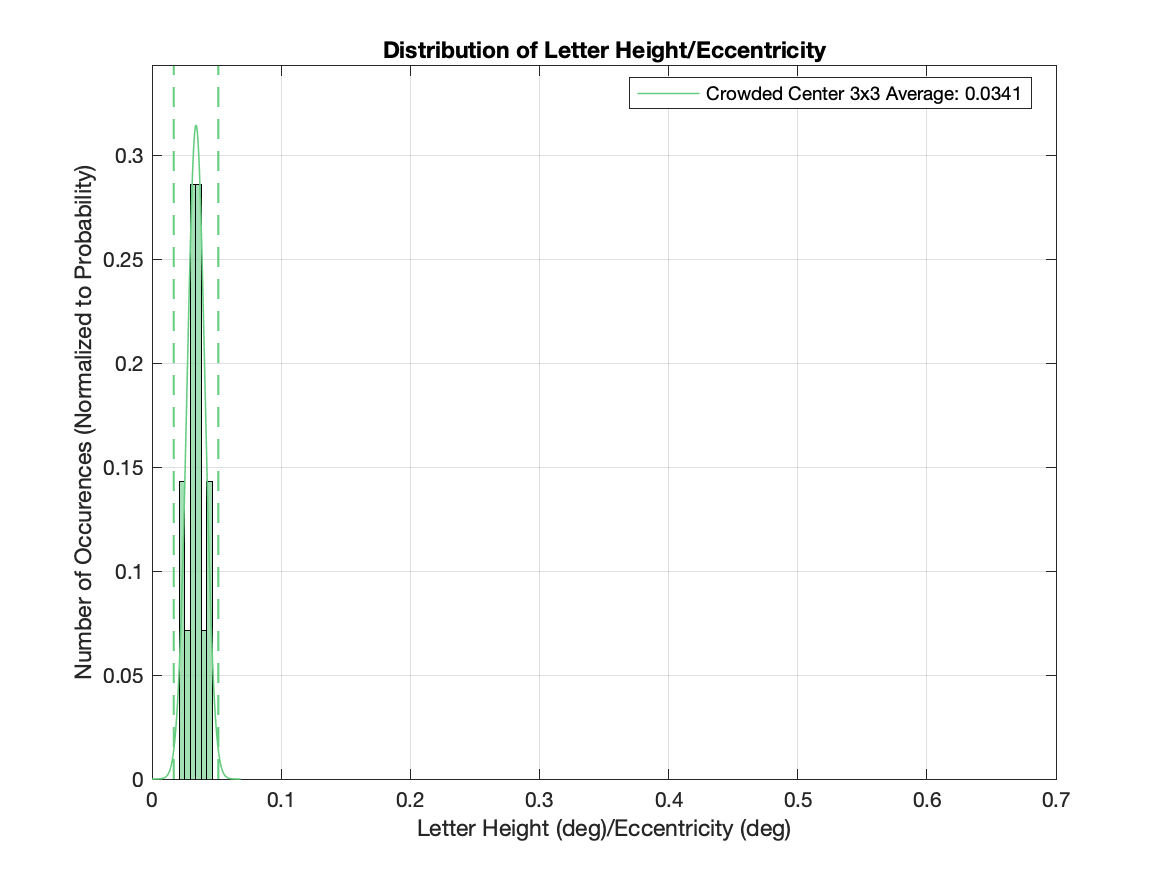 Distribution of Letter Height/Eccentricity
Crowded Center 3x3 Average: 0.0341
Number of Occurences (Normalized to Probability)
0.3
0.25
0.2
0.15
0.1
0.05
0
0 0.1 0.2 0.3 0.4 0.5 0.6 0.7
Letter Height (deg)/Eccentricity (deg)